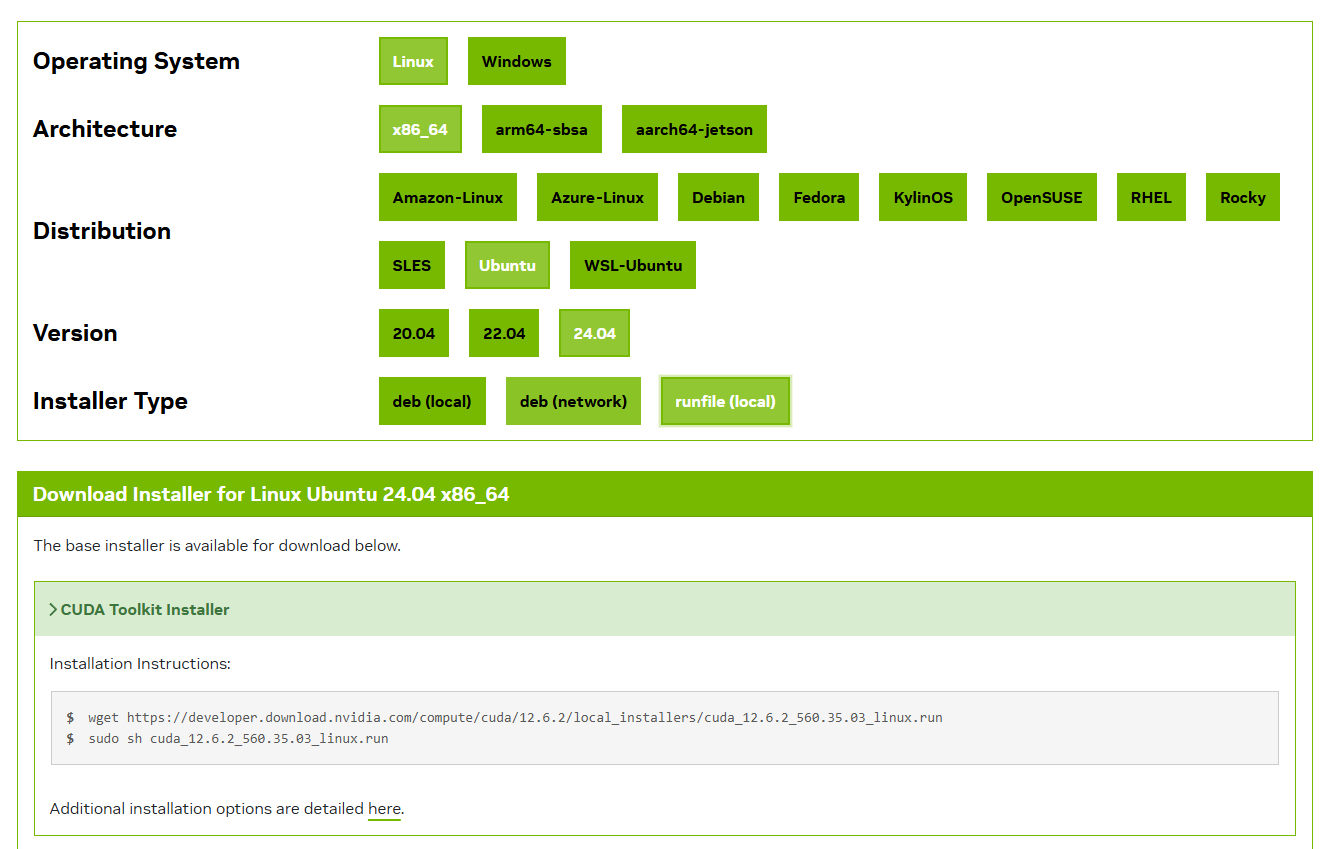 Operating System
Linux Windows
Architecture
x86_64 arm64-sbsa aarch64-jetson
Distribution
Amazon-Linux Azure-Linux Debian Fedora KylinOS OpenSUSE RHEL Rocky
SLES Ubuntu WSL-Ubuntu
Version
20.04 22.04 24.04
Installer Type
deb (local) deb (network) runfile (local)
Download Installer for Linux Ubuntu 24.04 x86_64
The base installer is available for download below.
CUDA Toolkit Installer
Installation Instructions:
$ wget https://developer.download.nvidia.com/compute/cuda/12.6.2/local_installers/cuda_12.6.2_560.35.03_linux.run
$ sudo sh cuda_12.6.2_560.35.03_linux.run
Additional installation options are detailed here.